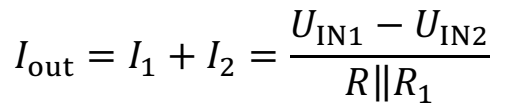 I_out = I_1 + I_2 = (U_IN1 − U_IN2) / (R∥R_1)